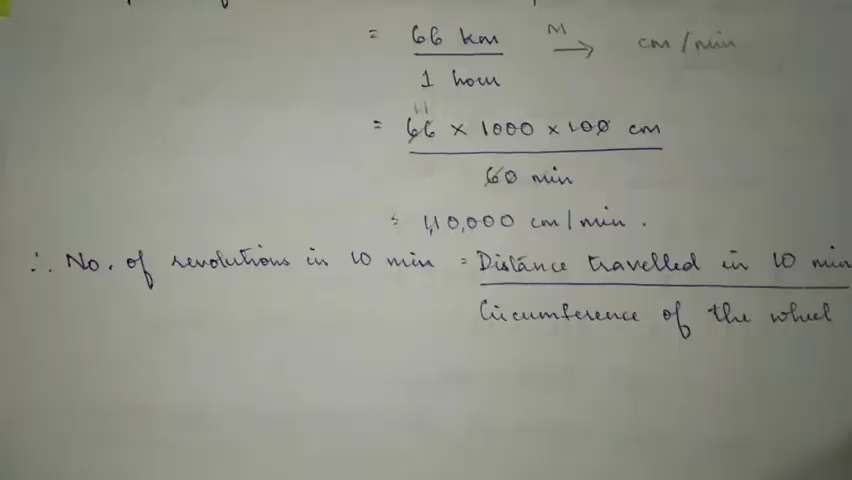 = 66 km / 1 hour M → cm/min
11
= 66 × 1000 × 100 cm / 60 min
= 1,10,000 cm/min.
∴ No. of revolutions in 10 min = Distance travelled in 10 min
Circumference of the wheel